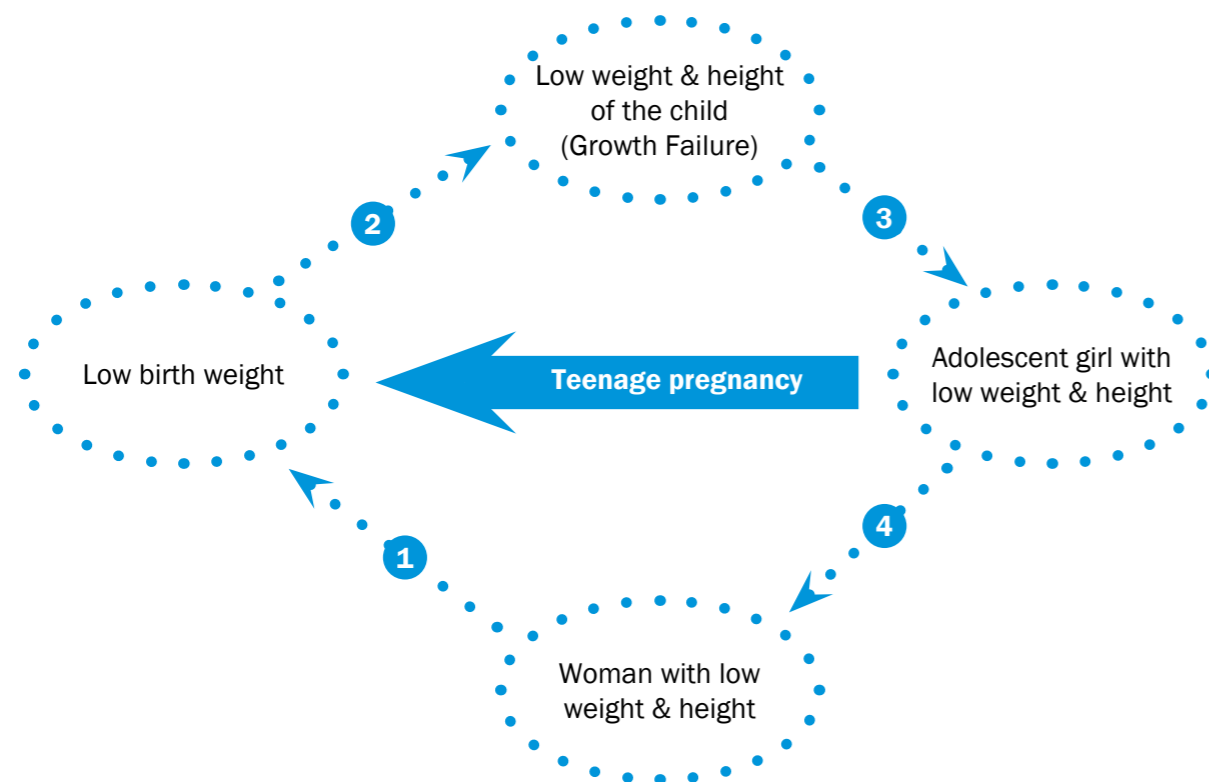 Low weight & height
of the child
(Growth Failure)
2
3
Low birth weight
Teenage pregnancy
Adolescent girl with
low weight & height
1
4
Woman with low
weight & height